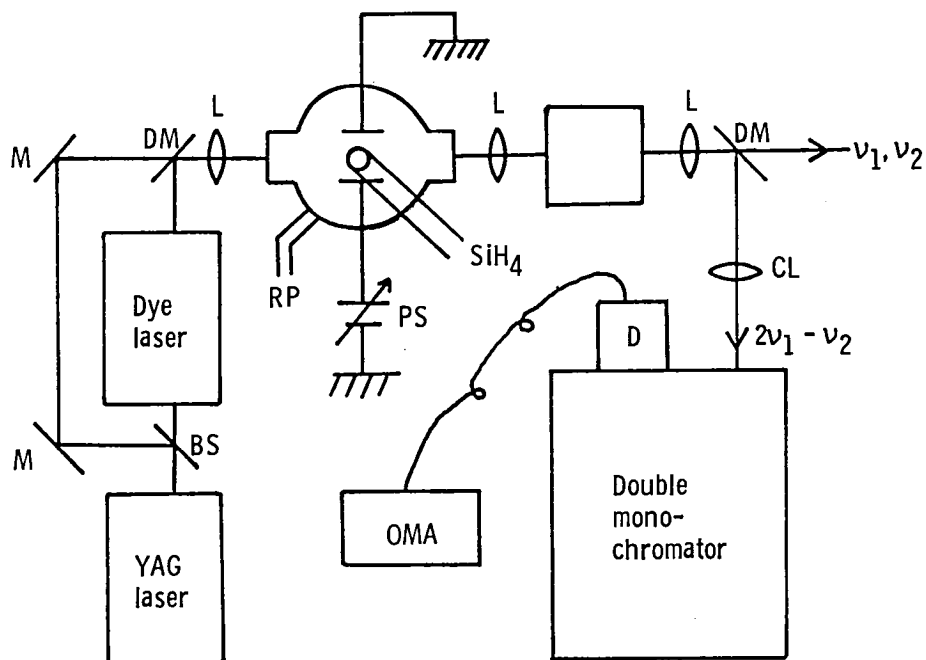 L
L
L
DM
DM
M
ν₁, ν₂
SiH₄
RP
CL
PS
Dye
laser
D
2ν₁ - ν₂
M
BS
Double
mono-
chromator
OMA
YAG
laser